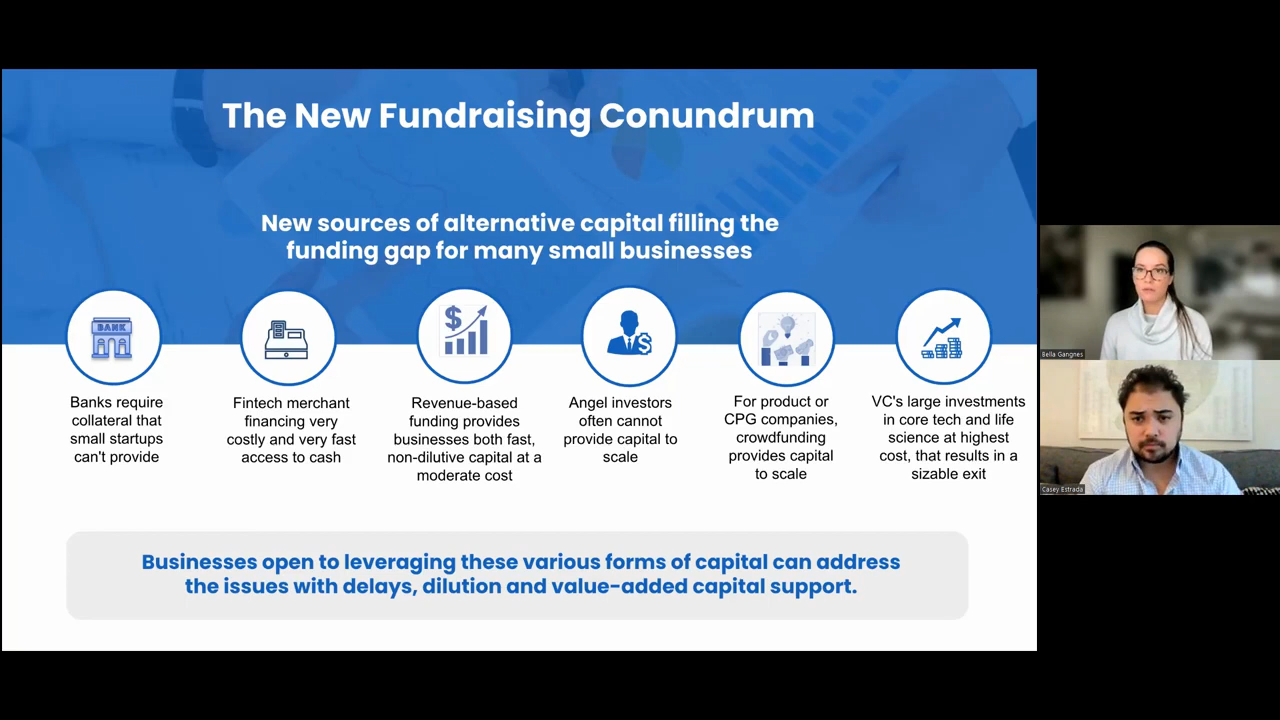 The New Fundraising Conundrum
New sources of alternative capital filling the
funding gap for many small businesses
BANK
$
$
Banks require
collateral that
small startups
can't provide
Fintech merchant
financing very
costly and very fast
access to cash
Revenue-based
funding provides
businesses both fast,
non-dilutive capital at a
moderate cost
Angel investors
often cannot
provide capital to
scale
For product or
CPG companies,
crowdfunding
provides capital
to scale
VC's large investments
in core tech and life
science at highest
cost, that results in a
sizable exit
Businesses open to leveraging these various forms of capital can address
the issues with delays, dilution and value-added capital support.
Bella Gangnes
Casey Estrada